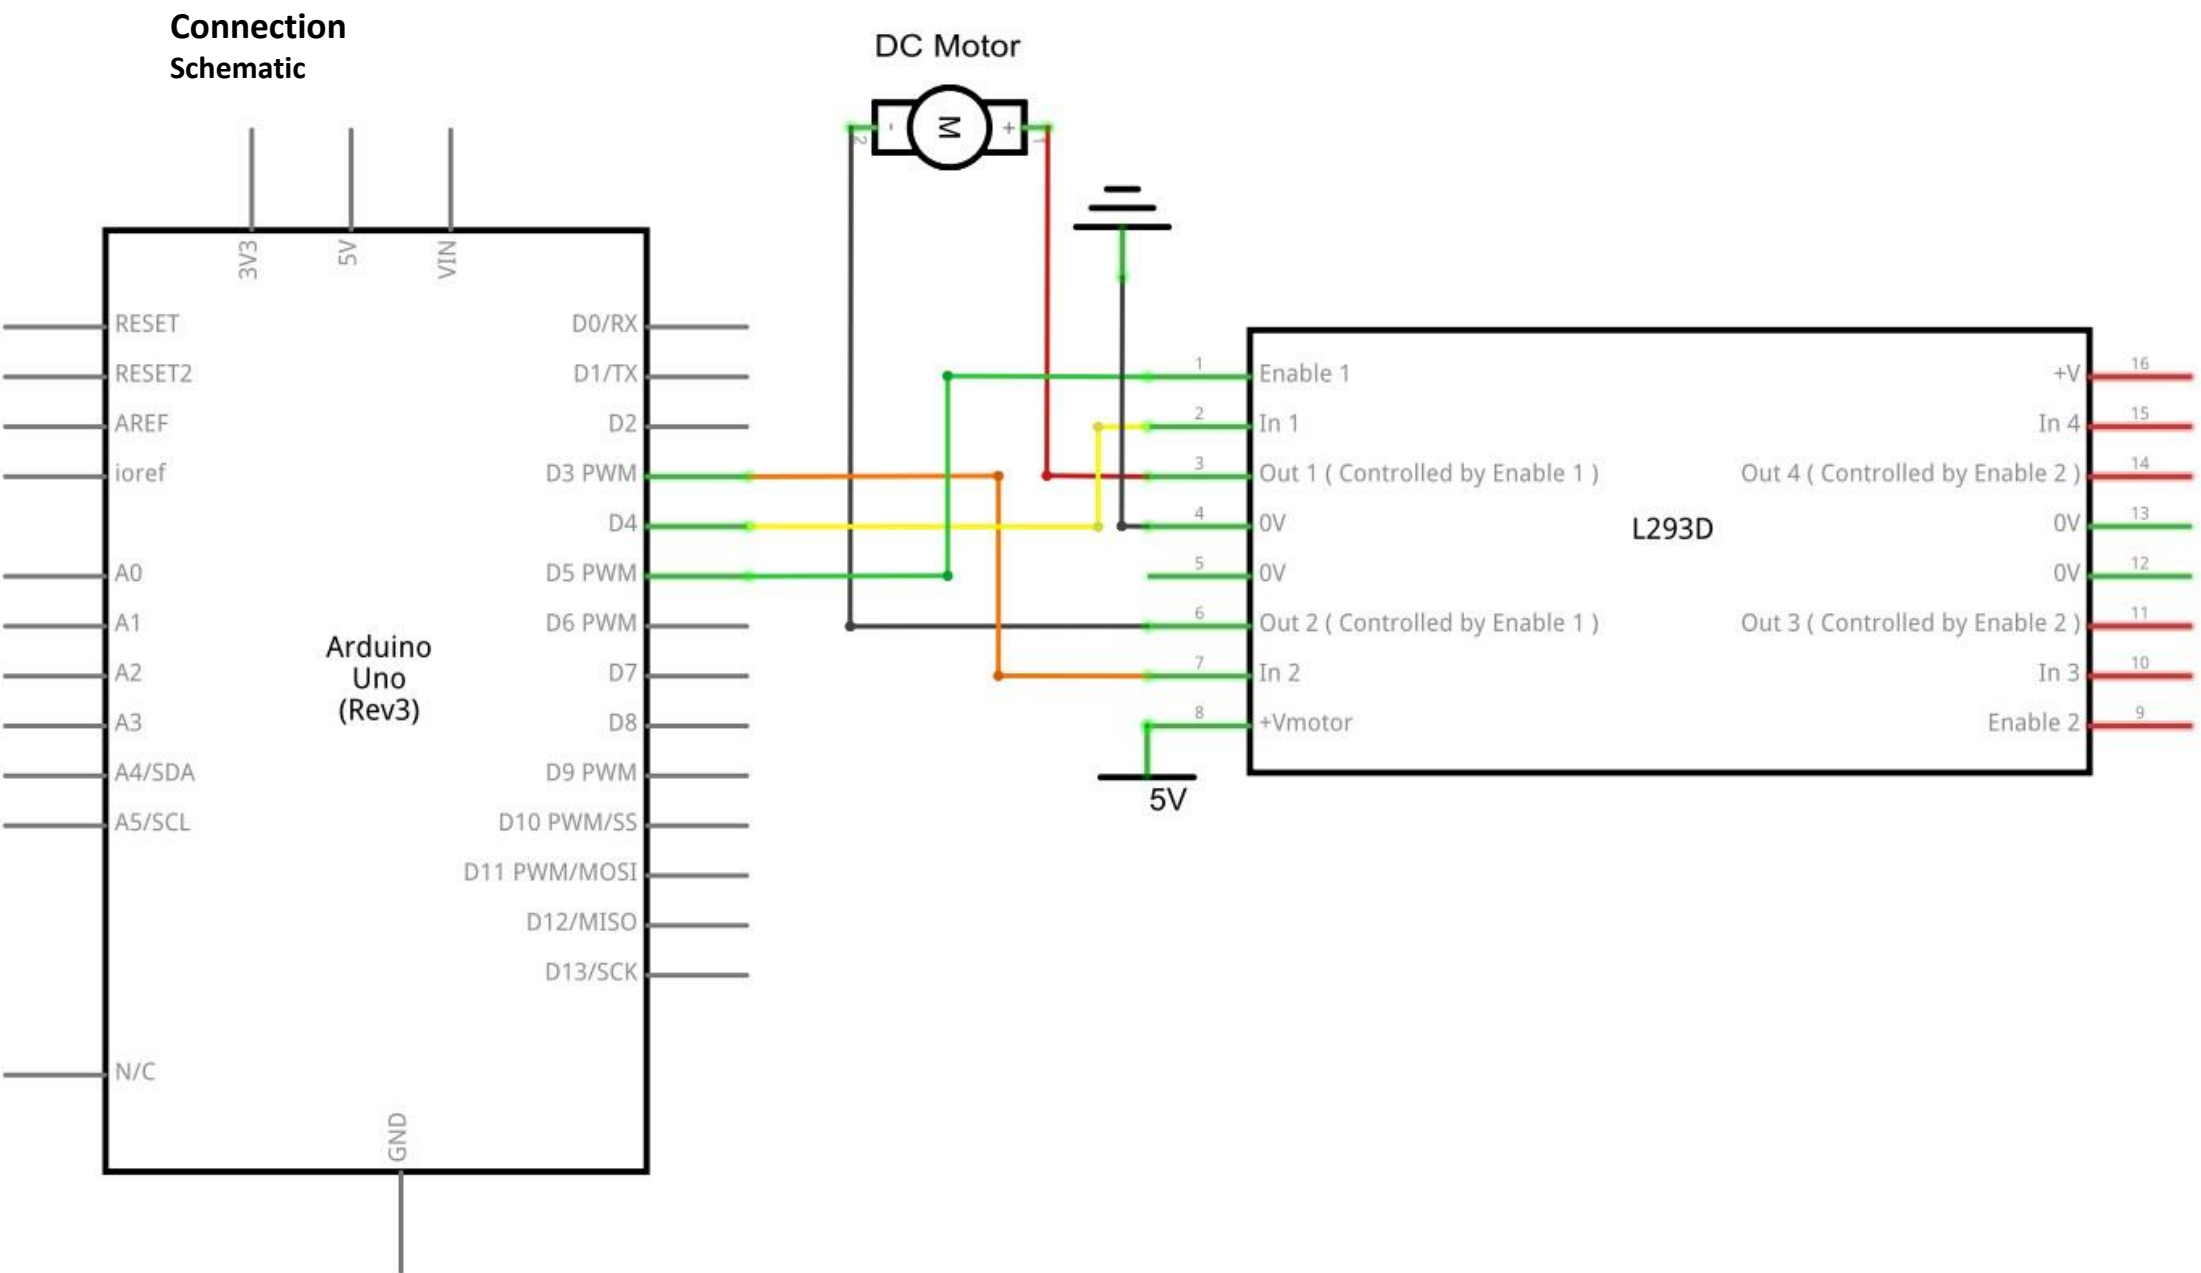 Connection
Schematic
DC Motor
-
M
+
2
1
3V3
5V
VIN
RESET
RESET2
AREF
ioref
A0
A1
A2
A3
A4/SDA
A5/SCL
N/C
D0/RX
D1/TX
D2
D3 PWM
D4
D5 PWM
D6 PWM
D7
D8
D9 PWM
D10 PWM/SS
D11 PWM/MOSI
D12/MISO
D13/SCK
Arduino
Uno
(Rev3)
GND
1 Enable 1
2 In 1
3 Out 1 ( Controlled by Enable 1 )
4 0V
5 0V
6 Out 2 ( Controlled by Enable 1 )
7 In 2
8 +Vmotor
5V
L293D
+V 16
In 4 15
Out 4 ( Controlled by Enable 2 ) 14
0V 13
0V 12
Out 3 ( Controlled by Enable 2 ) 11
In 3 10
Enable 2 9